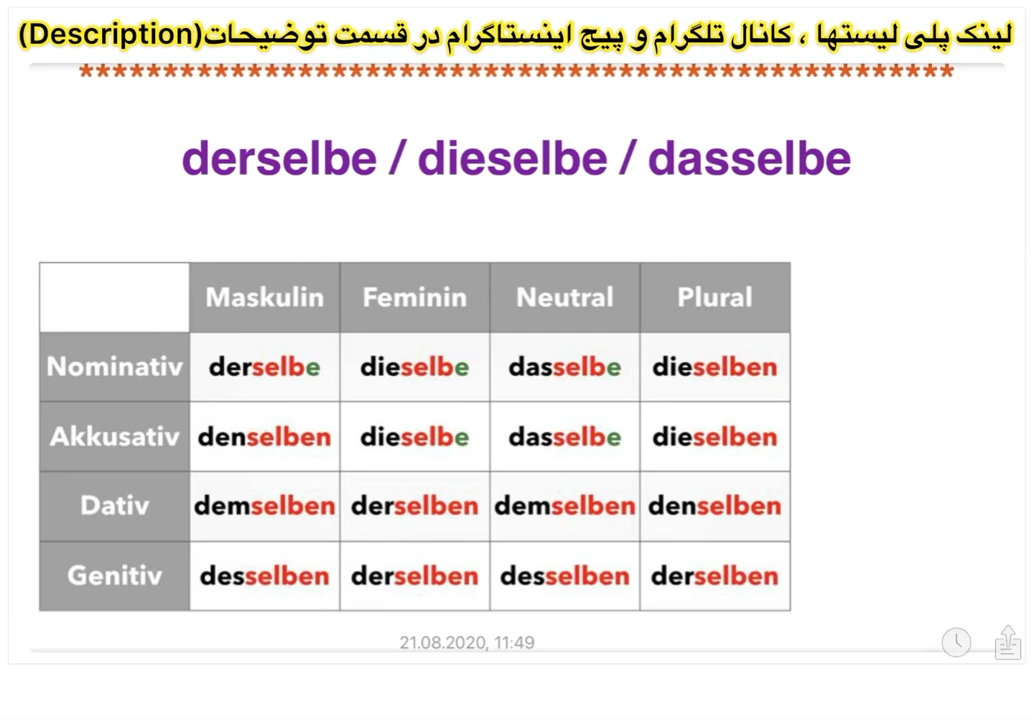 لینک پلی لیستها ، کانال تلگرام و پیج اینستاگرام در قسمت توضیحات(Description)
****************************************************
derselbe / dieselbe / dasselbe
Maskulin Feminin Neutral Plural
Nominativ derselbe dieselbe dasselbe dieselben
Akkusativ denselben dieselbe dasselbe dieselben
Dativ demselben derselben demselben denselben
Genitiv desselben derselben desselben derselben
21.08.2020, 11:49